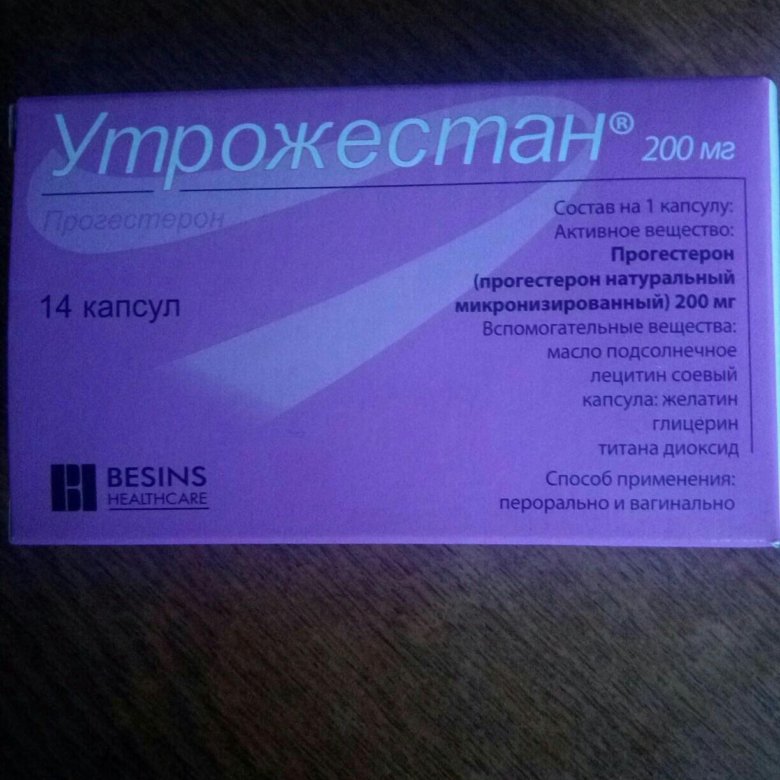 Утрожестан® 200 мг
Прогестерон
14 капсул
Состав на 1 капсулу:
Активное вещество:
Прогестерон
(прогестерон натуральный
микронизированный) 200 мг
Вспомогательные вещества:
масло подсолнечное
лецитин соевый
капсула: желатин
глицерин
титана диоксид
Способ применения:
перорально и вагинально
BESINS
HEALTHCARE